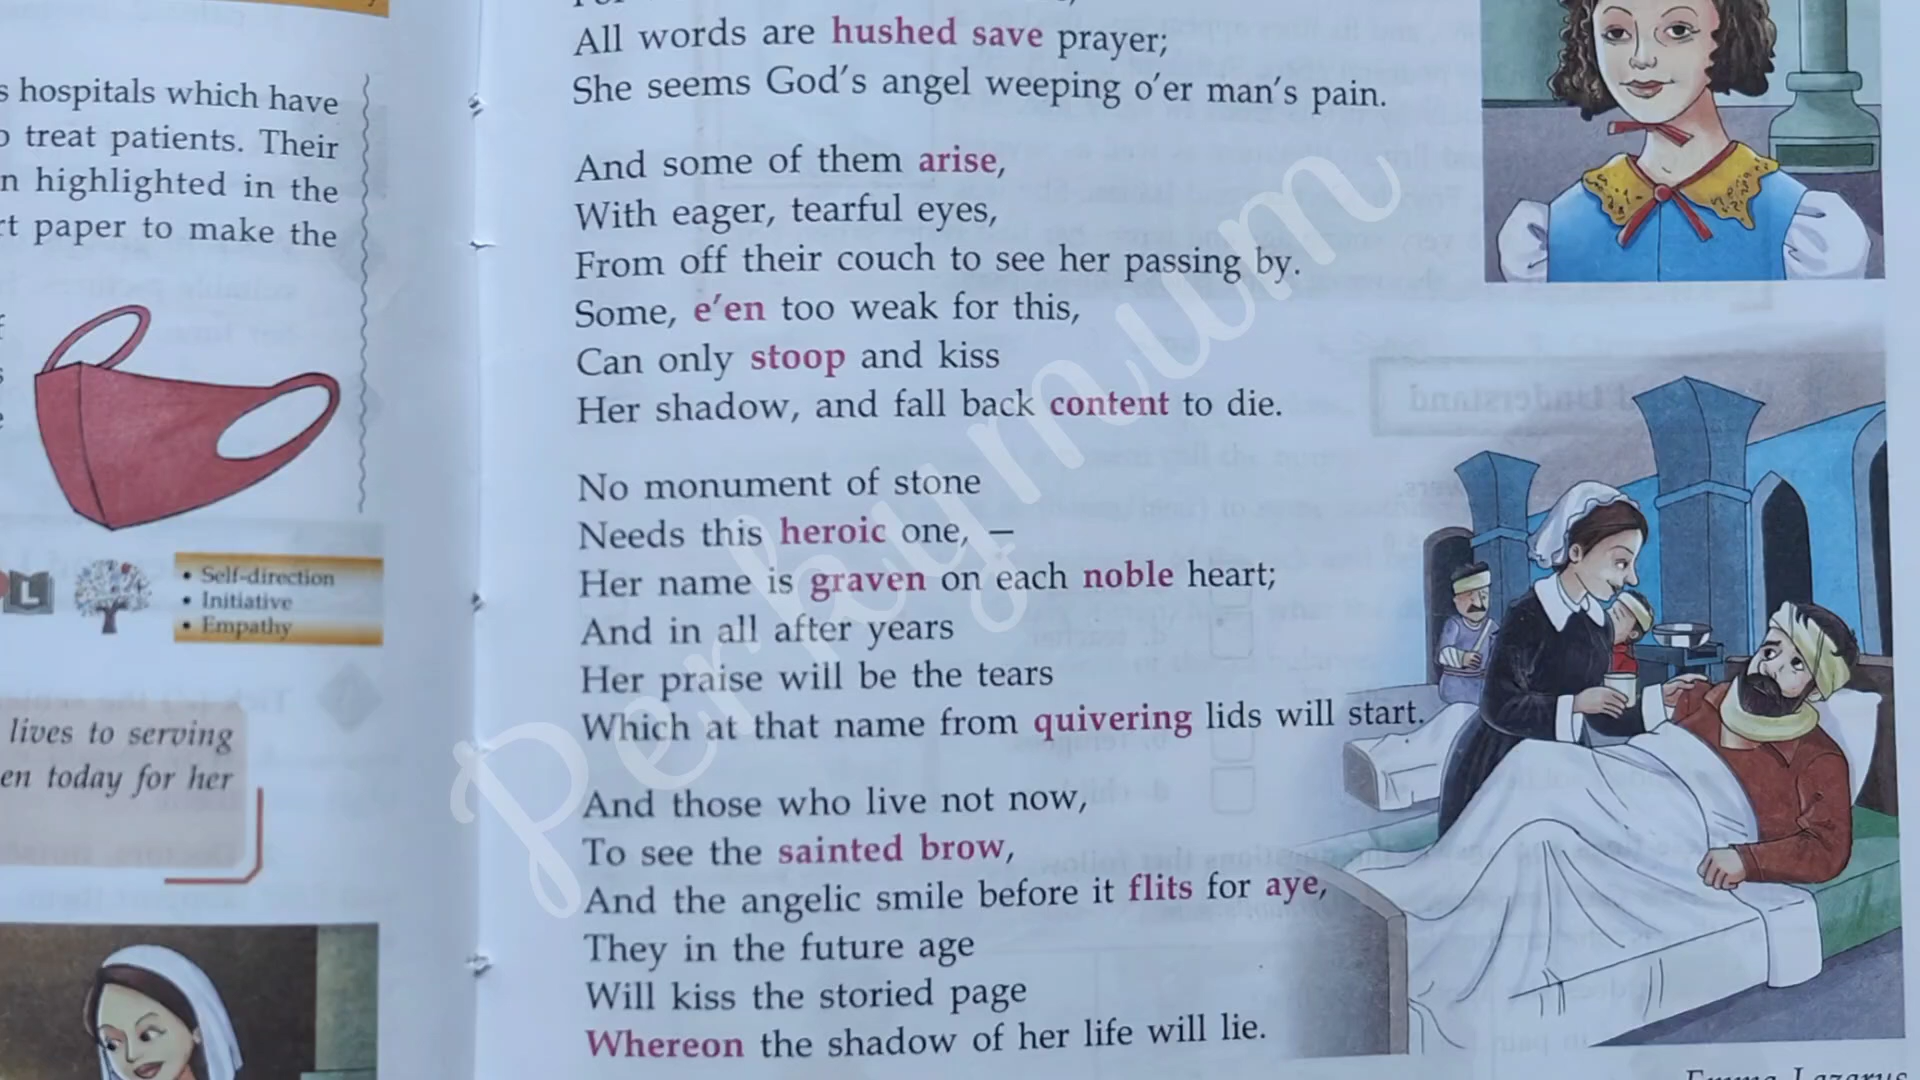 s hospitals which have
o treat patients. Their
n highlighted in the
rt paper to make the
L
• Self-direction
• Initiative
• Empathy
lives to serving
en today for her
All words are hushed save prayer;
She seems God's angel weeping o'er man's pain.
And some of them arise,
With eager, tearful eyes,
From off their couch to see her passing by.
Some, e'en too weak for this,
Can only stoop and kiss
Her shadow, and fall back content to die.
No monument of stone
Needs this heroic one, —
Her name is graven on each noble heart;
And in all after years
Her praise will be the tears
Which at that name from quivering lids will start.
And those who live not now,
To see the sainted brow,
And the angelic smile before it flits for aye,
They in the future age
Will kiss the storied page
Whereon the shadow of her life will lie.
Emma Lazarus
Perkymum